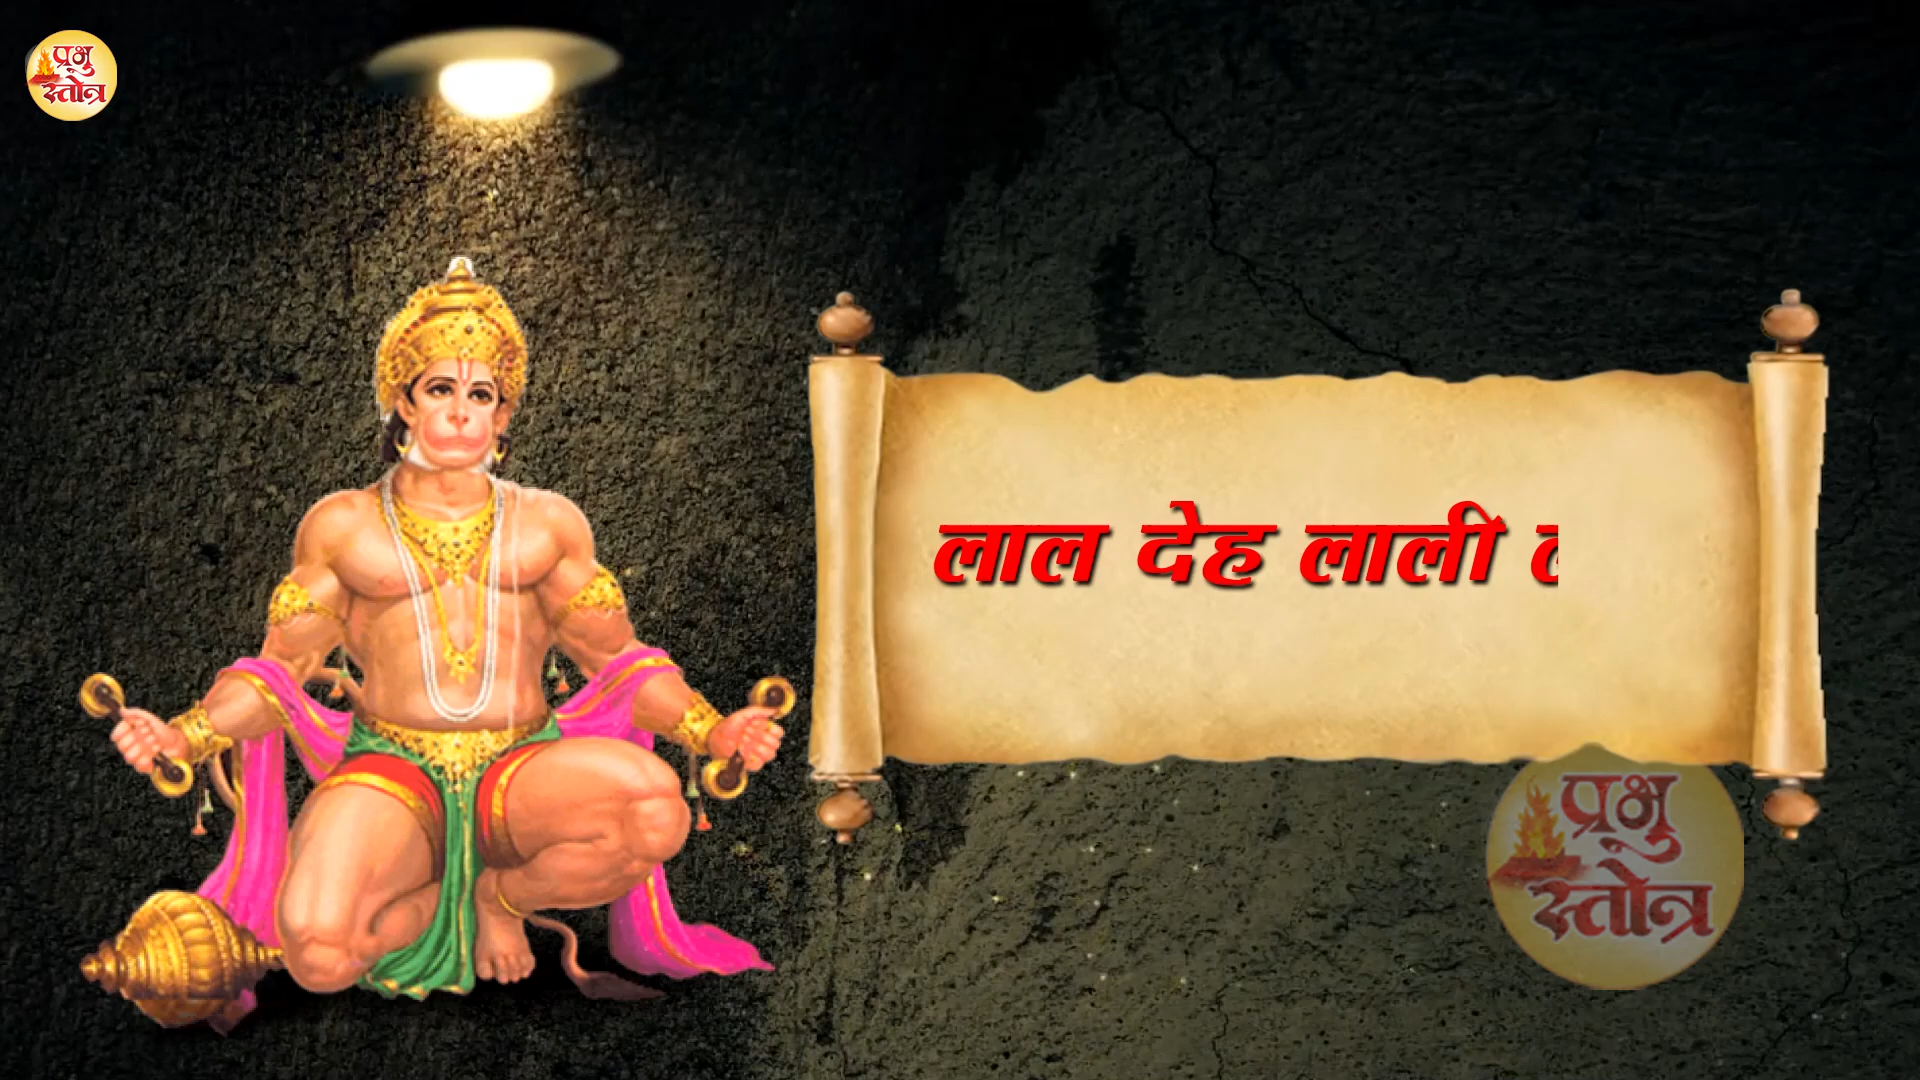 प्रभु
स्तोत्र
लाल देह लाली
प्रभु
स्तोत्र